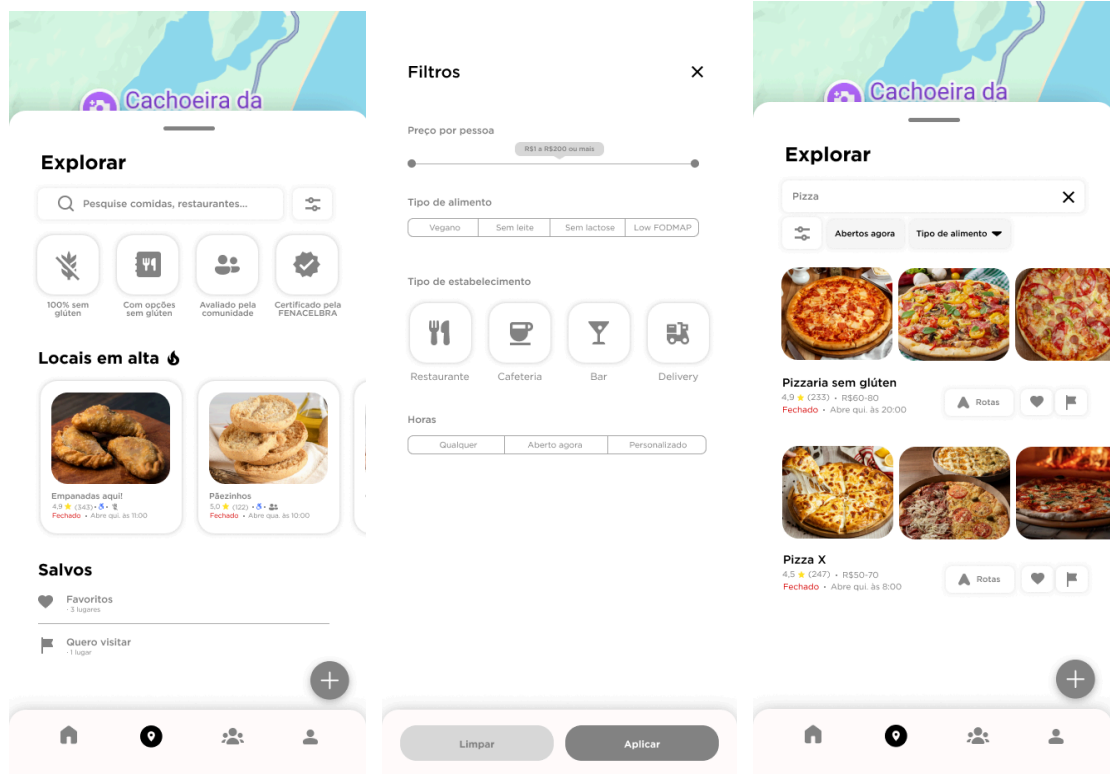 Cachoeira da
Explorar
Pesquise comidas, restaurantes...
100% sem
glúten
Com opções
sem glúten
Avaliado pela
comunidade
Certificado pela
FENACELBRA
Locais em alta
Empanadas aqui!
4,9 (343)
Fechado • Abre qui. às 11:00
Pãezinhos
5,0 (122)
Fechado • Abre qua. às 10:00
Salvos
Favoritos
· 3 lugares
Quero visitar
· 1 lugar
Filtros
Preço por pessoa
R$1 a R$200 ou mais
Tipo de alimento
Vegano
Sem leite
Sem lactose
Low FODMAP
Tipo de estabelecimento
Restaurante
Cafeteria
Bar
Delivery
Horas
Qualquer
Aberto agora
Personalizado
Limpar
Aplicar
Cachoeira da
Explorar
Pizza
Abertos agora
Tipo de alimento
Pizzaria sem glúten
4,9 (233) • R$60-80
Fechado • Abre qui. às 20:00
Rotas
Pizza X
4,5 (247) • R$50-70
Fechado • Abre qui. às 8:00
Rotas